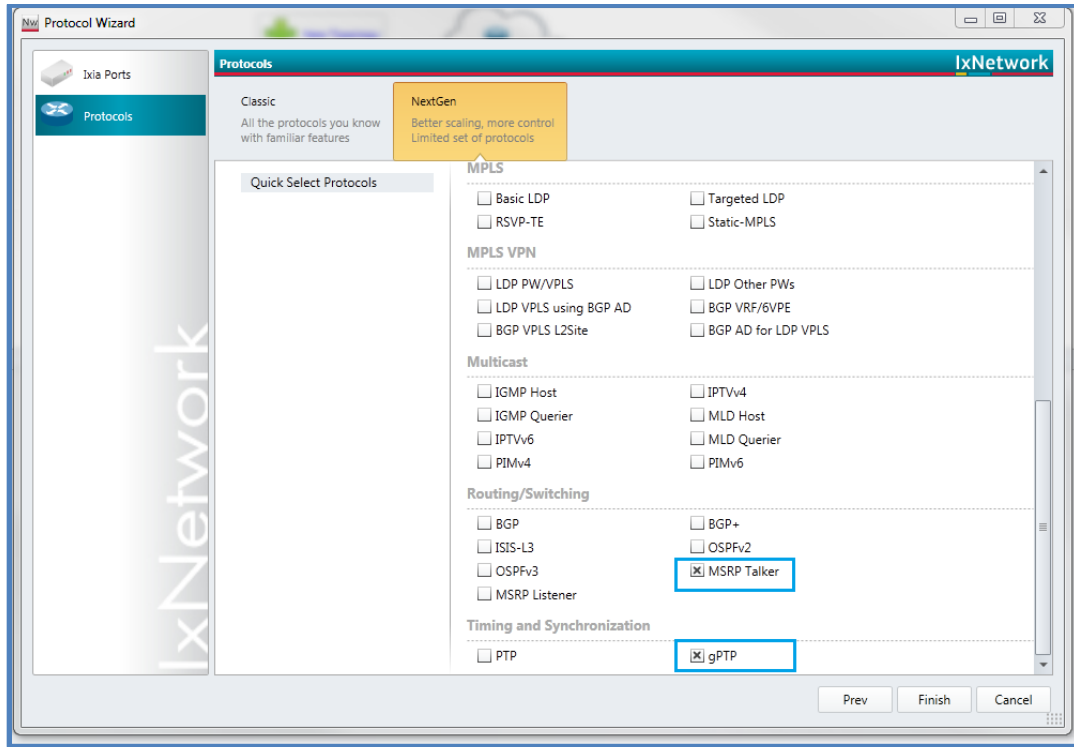 Nw Protocol Wizard
Ixia Ports
Protocols
IxNetwork
Protocols
IxNetwork
Classic
All the protocols you know
with familiar features
NextGen
Better scaling, more control
Limited set of protocols
Quick Select Protocols
MPLS
Basic LDP
Targeted LDP
RSVP-TE
Static-MPLS
MPLS VPN
LDP PW/VPLS
LDP Other PWs
LDP VPLS using BGP AD
BGP VRF/6VPE
BGP VPLS L2Site
BGP AD for LDP VPLS
Multicast
IGMP Host
IPTVv4
IGMP Querier
MLD Host
IPTVv6
MLD Querier
PIMv4
PIMv6
Routing/Switching
BGP
BGP+
ISIS-L3
OSPFv2
OSPFv3
MSRP Talker
MSRP Listener
Timing and Synchronization
PTP
gPTP
Prev
Finish
Cancel